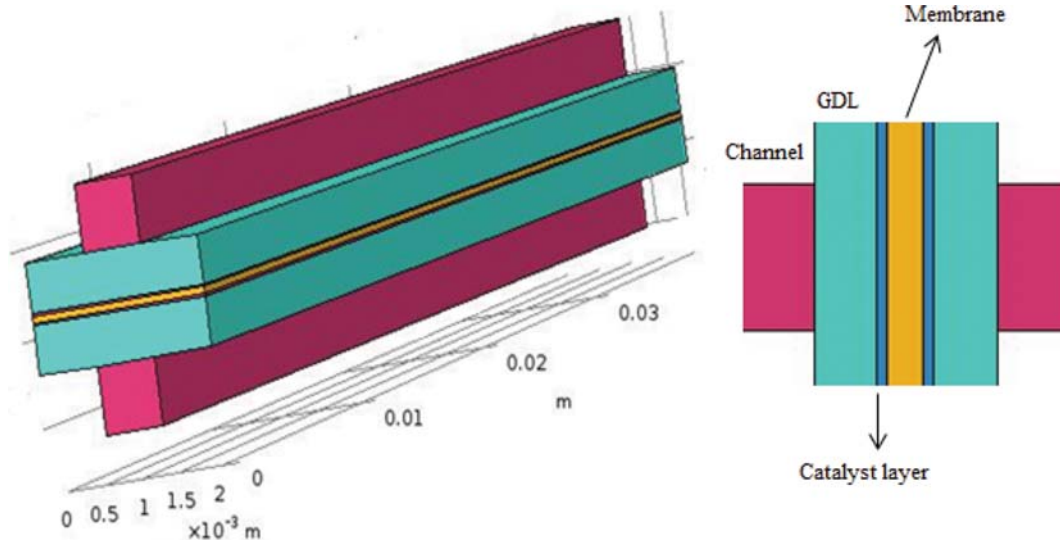 Membrane
GDL
Channel
Catalyst layer
0.03
0.02
m
0.01
0
0 0.5 1 1.5 2
×10⁻³ m